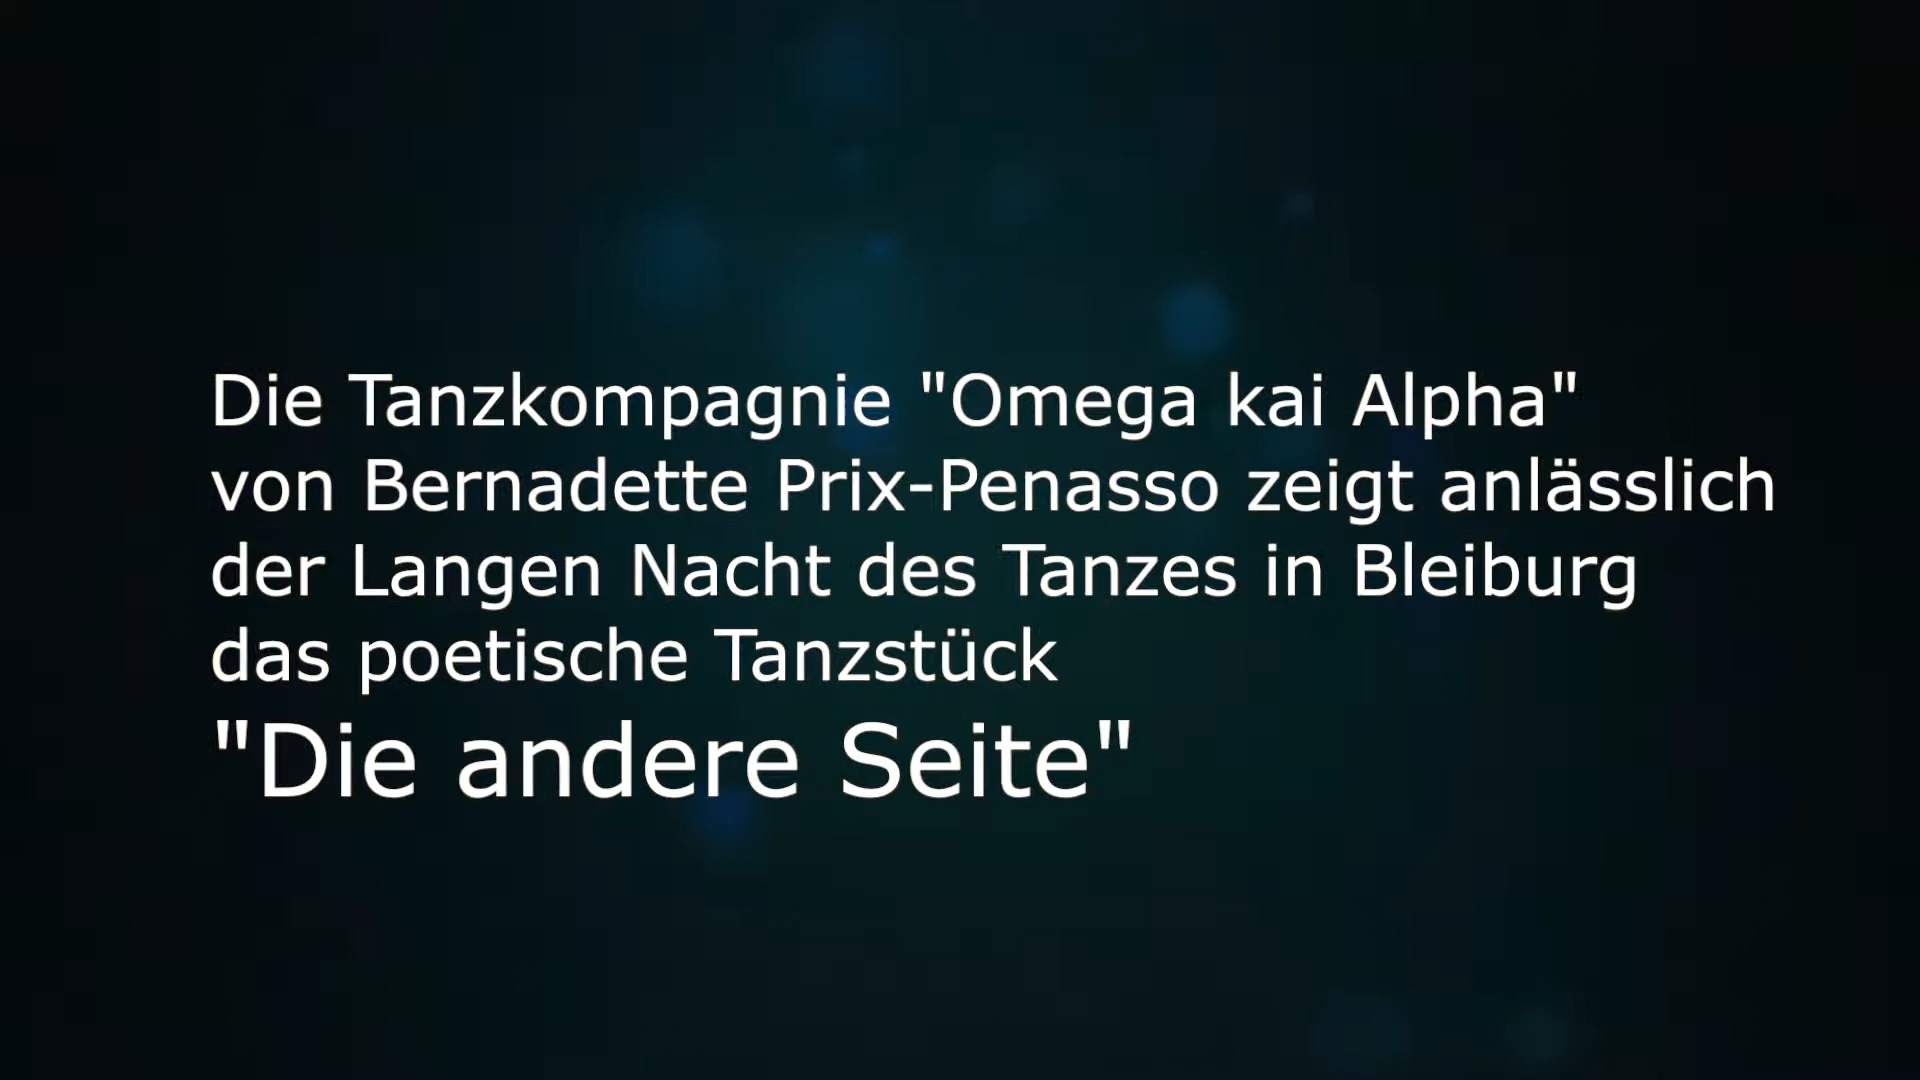 Die Tanzkompagnie "Omega kai Alpha"
von Bernadette Prix-Penasso zeigt anlässlich
der Langen Nacht des Tanzes in Bleiburg
das poetische Tanzstück
"Die andere Seite"